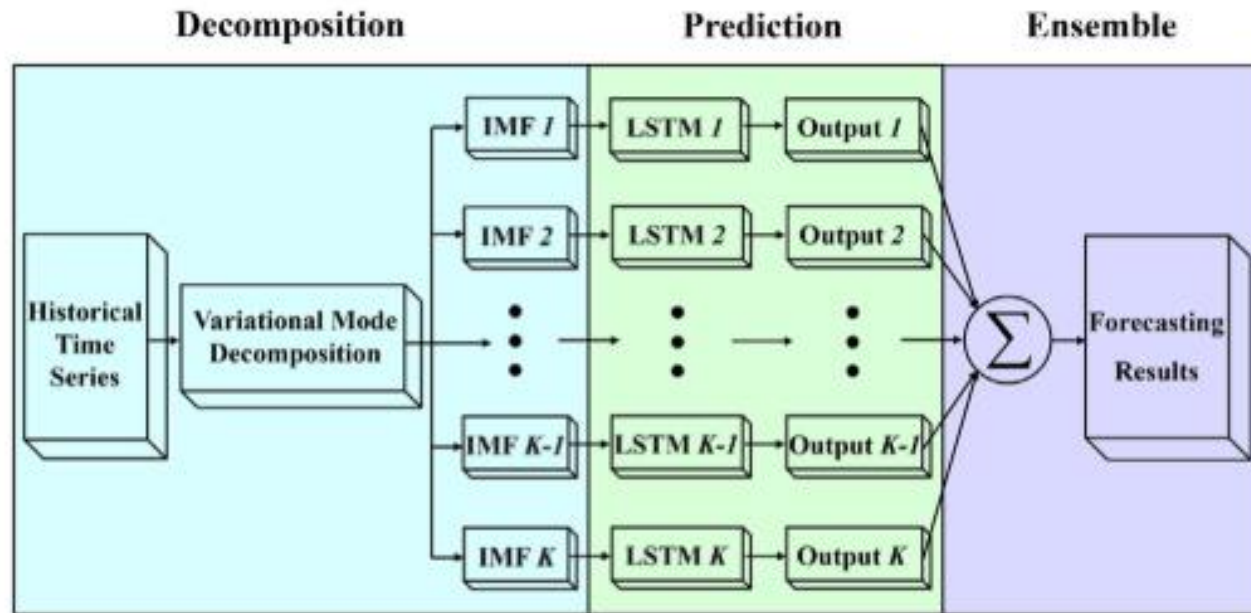 Decomposition
Prediction
Ensemble
IMF 1
LSTM 1
Output 1
IMF 2
LSTM 2
Output 2
Historical
Time
Series
Variational Mode
Decomposition
∑
Forecasting
Results
IMF K-1
LSTM K-1
Output K-1
IMF K
LSTM K
Output K